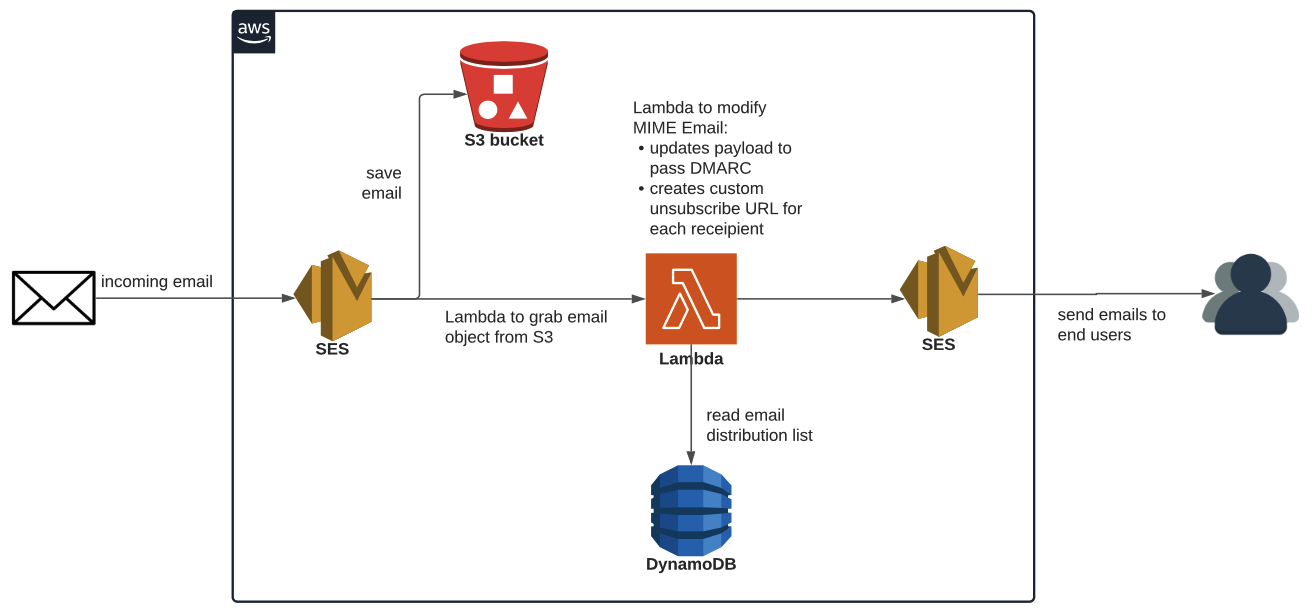 aws
S3 bucket
Lambda to modify
MIME Email:
• updates payload to
pass DMARC
• creates custom
unsubscribe URL for
each receipient
save
email
incoming email
SES
Lambda to grab email
object from S3
Lambda
SES
send emails to
end users
read email
distribution list
DynamoDB